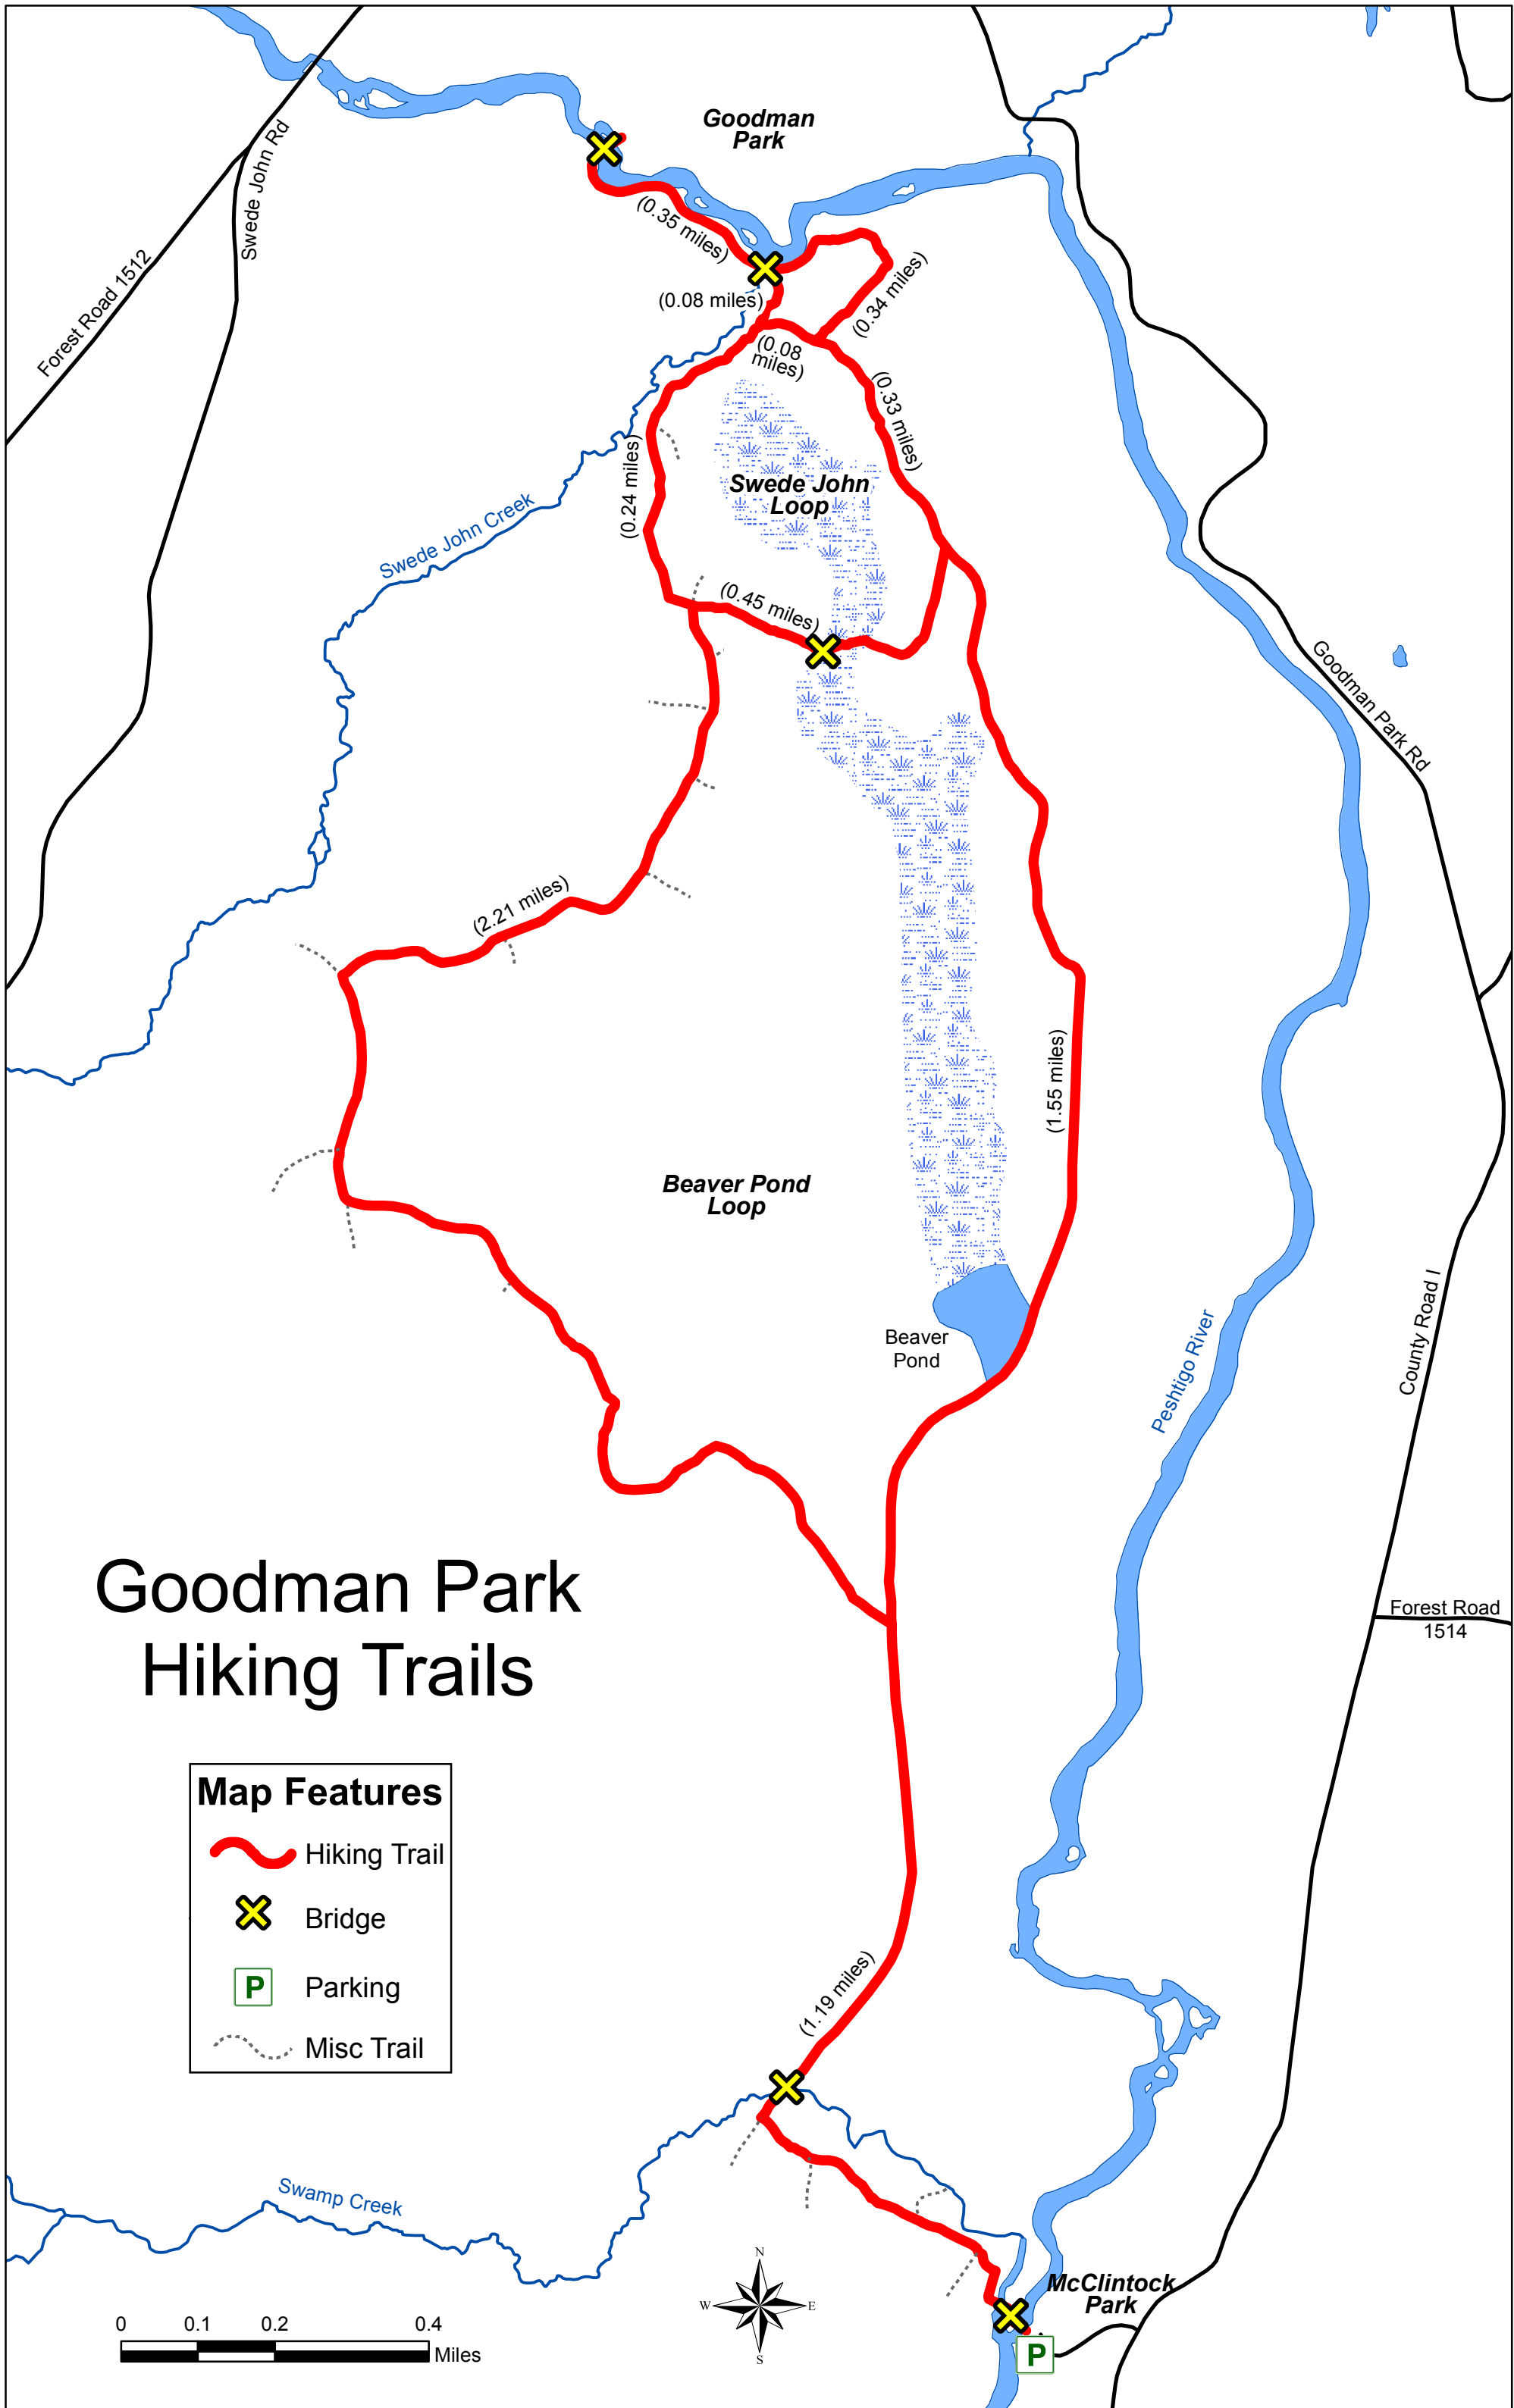 Goodman
Park
Swede John Rd
Forest Road 1512
(0.35 miles)
(0.08 miles)
(0.34 miles)
(0.08
miles)
(0.33 miles)
(0.24 miles)
Swede John
Loop
Swede John Creek
(0.45 miles)
Goodman Park Rd
(2.21 miles)
(1.55 miles)
Beaver Pond
Loop
Beaver
Pond
Peshtigo River
County Road I
Forest Road
1514
Goodman Park
Hiking Trails
Map Features
Hiking Trail
Bridge
P
Parking
Misc Trail
(1.19 miles)
Swamp Creek
McClintock
Park
P
N
W
E
S
0
0.1
0.2
0.4
Miles